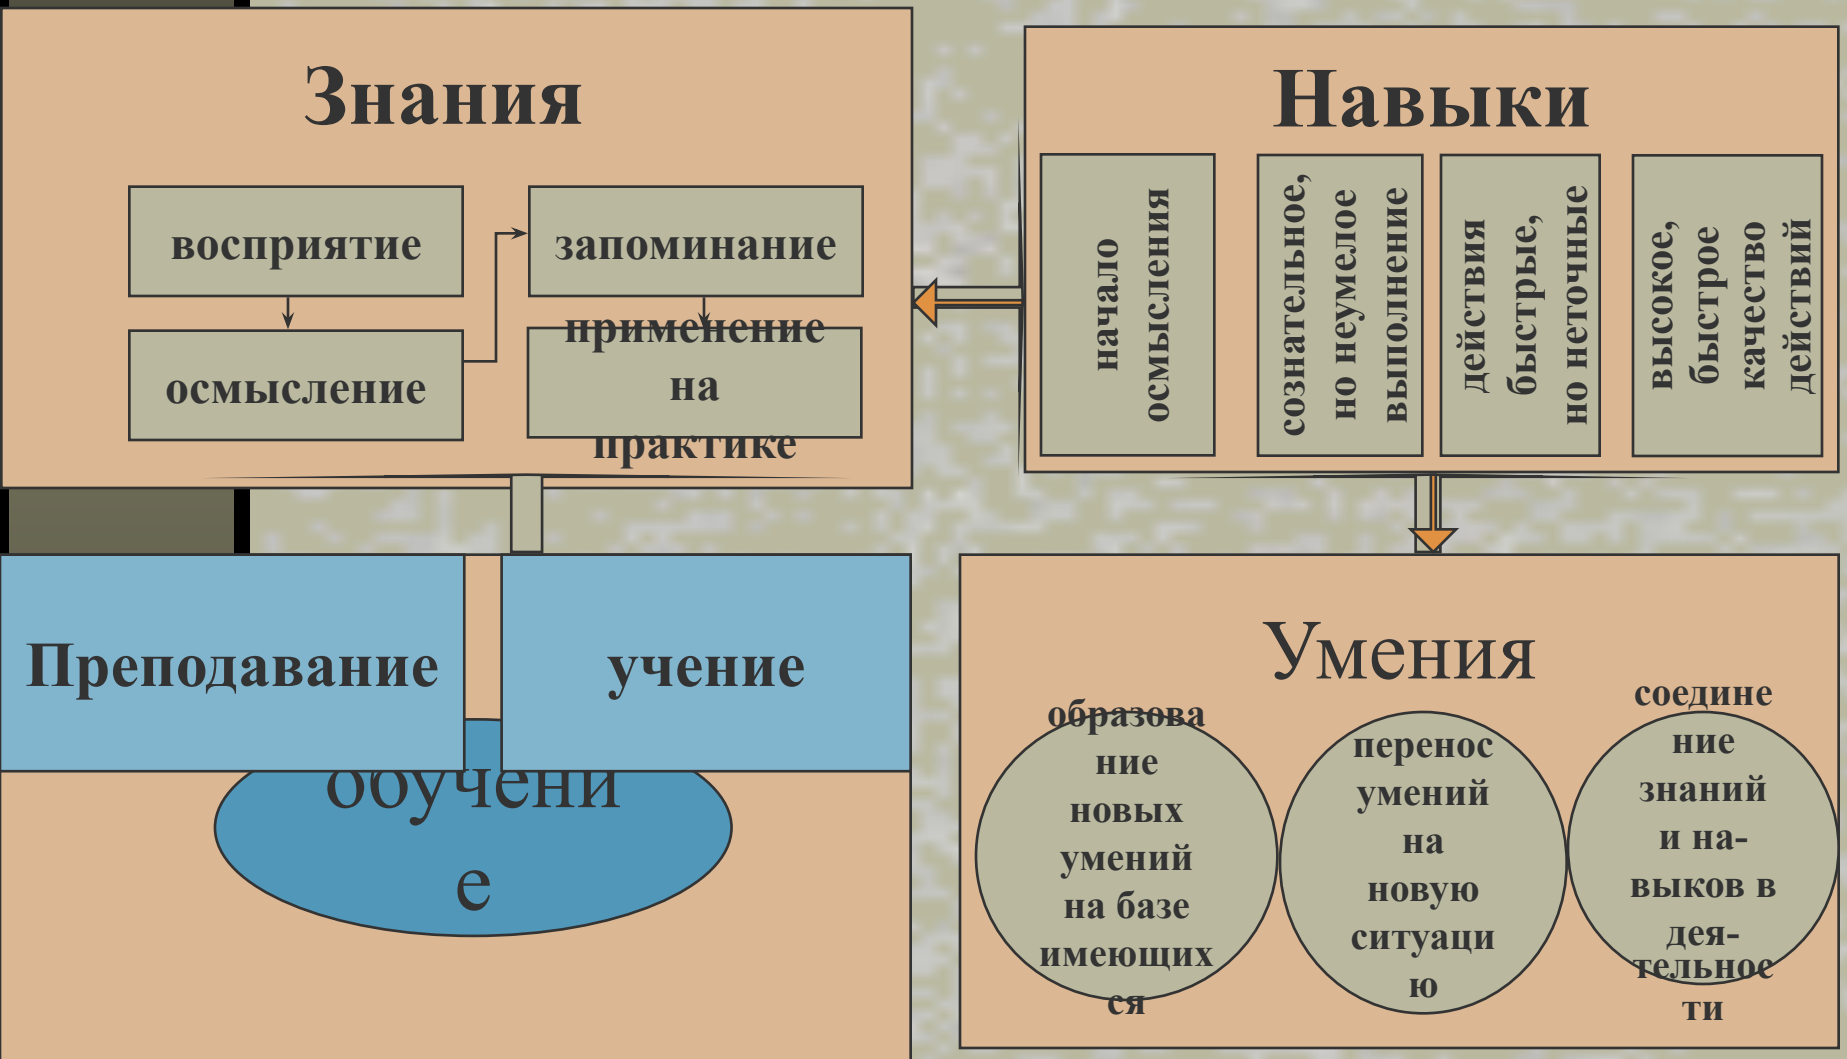 Знания
восприятие
осмысление
запоминание
применение
на
практике
Навыки
начало
осмысления
сознательное,
но неумелое
выполнение
действия
быстрые,
но неточные
высокое,
быстрое
качество
действий
Преподавание
учение
обучени
е
Умения
образова
ние
новых
умений
на базе
имеющих
ся
перенос
умений
на
новую
ситуаци
ю
соедине
ние
знаний
и на-
выков в
дея-
тельнос
ти